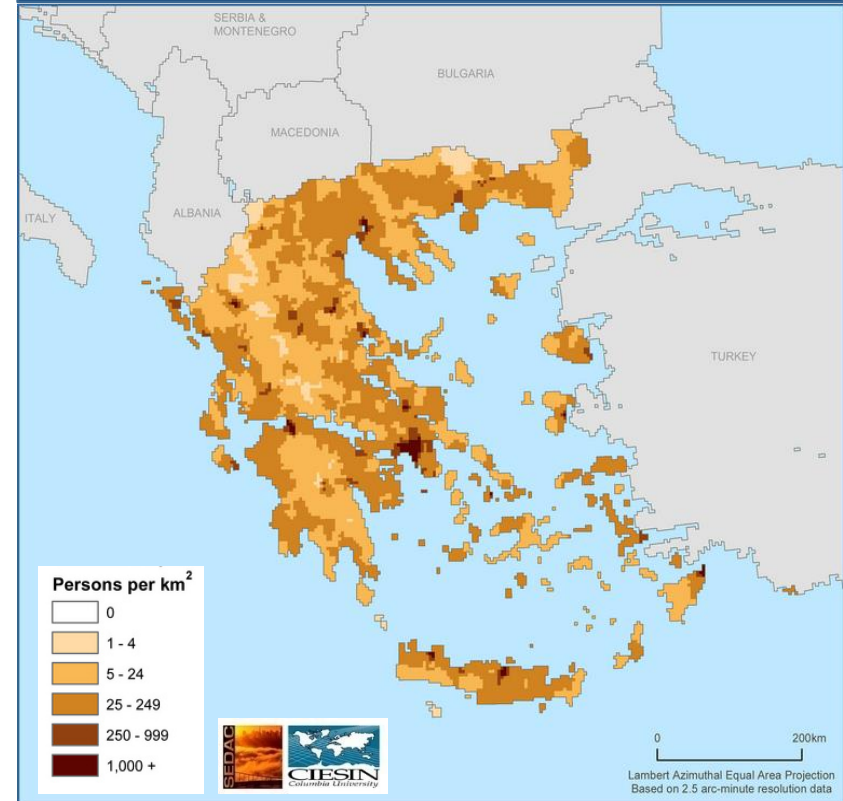 SERBIA &
MONTENEGRO
BULGARIA
MACEDONIA
ITALY
ALBANIA
TURKEY
Persons per km2
0
1 - 4
5 - 24
25 - 249
250 - 999
1,000 +
SEDAC
CIESIN
Columbia University
0 200km
Lambert Azimuthal Equal Area Projection
Based on 2.5 arc-minute resolution data